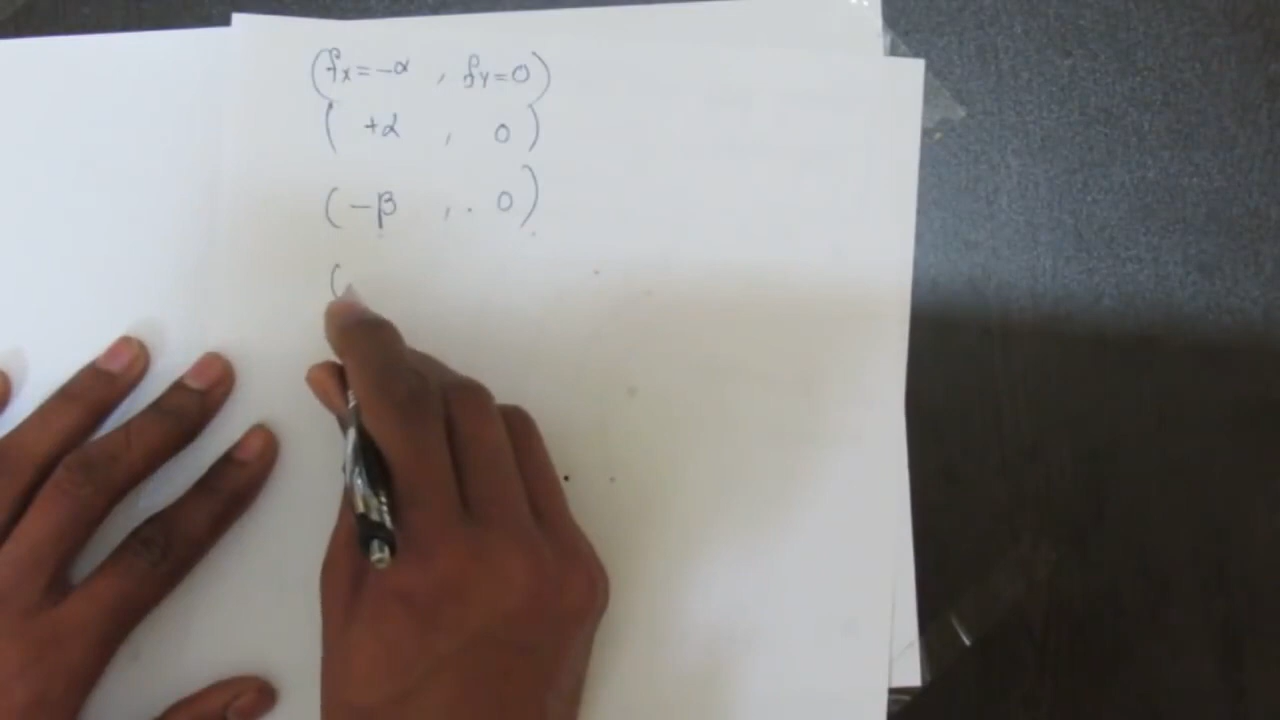 (fx=-α , fy=0)
( +α , 0 )
( -β , . 0 )
(